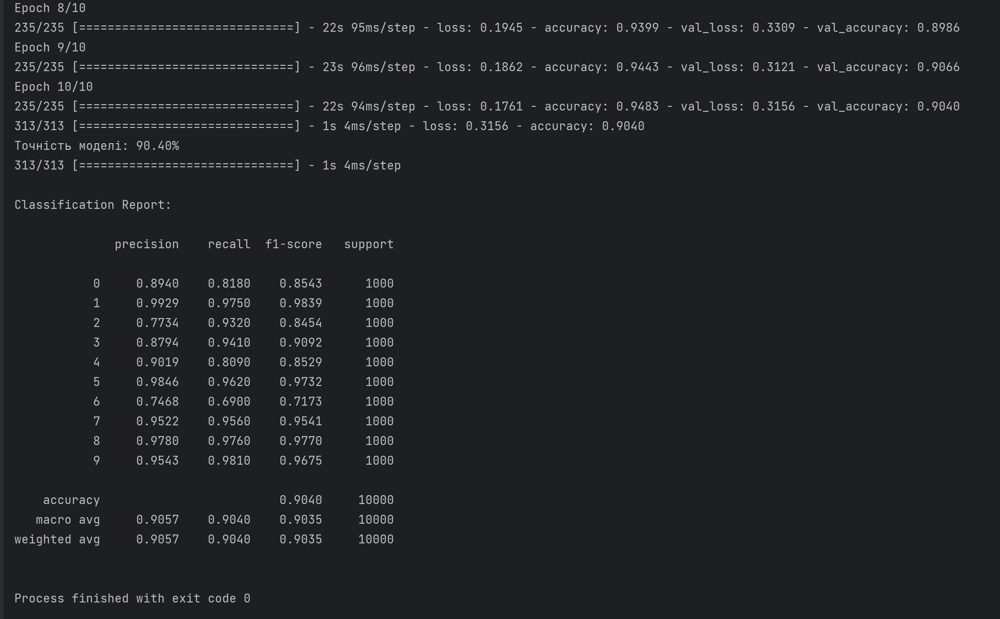 Epoch 8/10
235/235 [==============================] - 22s 95ms/step - loss: 0.1945 - accuracy: 0.9399 - val_loss: 0.3309 - val_accuracy: 0.8986
Epoch 9/10
235/235 [==============================] - 23s 96ms/step - loss: 0.1862 - accuracy: 0.9443 - val_loss: 0.3121 - val_accuracy: 0.9066
Epoch 10/10
235/235 [==============================] - 22s 94ms/step - loss: 0.1761 - accuracy: 0.9483 - val_loss: 0.3156 - val_accuracy: 0.9040
313/313 [==============================] - 1s 4ms/step - loss: 0.3156 - accuracy: 0.9040
Точність моделі: 90.40%
313/313 [==============================] - 1s 4ms/step
Classification Report:
precision recall f1-score support
0 0.8940 0.8180 0.8543 1000
1 0.9929 0.9750 0.9839 1000
2 0.7734 0.9320 0.8454 1000
3 0.8794 0.9410 0.9092 1000
4 0.9019 0.8090 0.8529 1000
5 0.9846 0.9620 0.9732 1000
6 0.7468 0.6900 0.7173 1000
7 0.9522 0.9560 0.9541 1000
8 0.9780 0.9760 0.9770 1000
9 0.9543 0.9810 0.9675 1000
accuracy 0.9040 10000
macro avg 0.9057 0.9040 0.9035 10000
weighted avg 0.9057 0.9040 0.9035 10000
Process finished with exit code 0